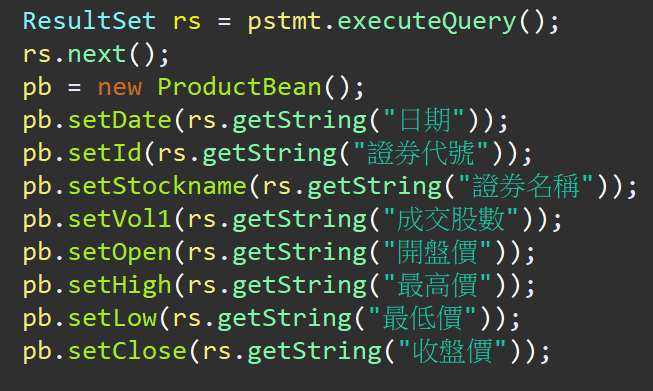 ResultSet rs = pstmt.executeQuery();
rs.next();
pb = new ProductBean();
pb.setDate(rs.getString("日期"));
pb.setId(rs.getString("證券代號"));
pb.setStockname(rs.getString("證券名稱"));
pb.setVol1(rs.getString("成交股數"));
pb.setOpen(rs.getString("開盤價"));
pb.setHigh(rs.getString("最高價"));
pb.setLow(rs.getString("最低價"));
pb.setClose(rs.getString("收盤價"));